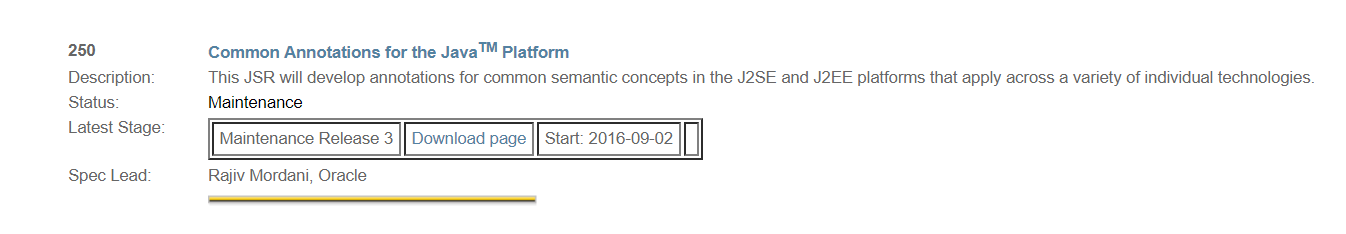 250 Common Annotations for the Java™ Platform
Description: This JSR will develop annotations for common semantic concepts in the J2SE and J2EE platforms that apply across a variety of individual technologies.
Status: Maintenance
Latest Stage: Maintenance Release 3 Download page Start: 2016-09-02
Spec Lead: Rajiv Mordani, Oracle